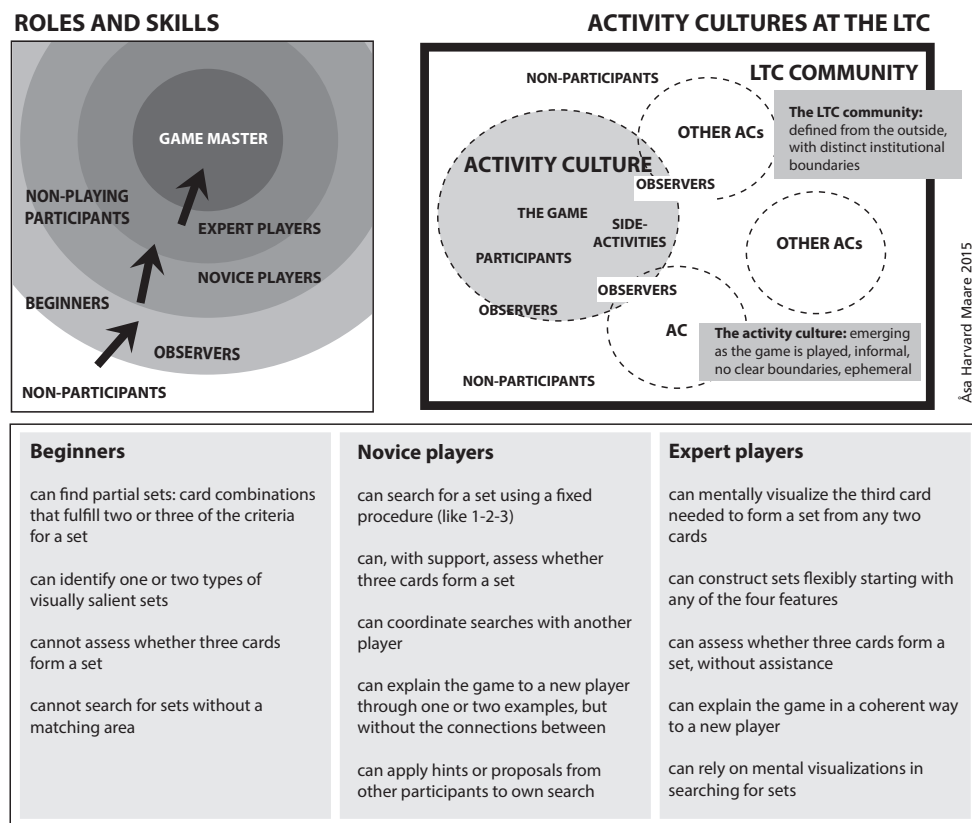 ROLES AND SKILLS
GAME MASTER
NON-PLAYING
PARTICIPANTS
EXPERT PLAYERS
NOVICE PLAYERS
BEGINNERS
OBSERVERS
NON-PARTICIPANTS
ACTIVITY CULTURES AT THE LTC
NON-PARTICIPANTS
LTC COMMUNITY
OTHER ACs
The LTC community:
defined from the outside,
with distinct institutional
boundaries
ACTIVITY CULTURE
OBSERVERS
THE GAME
SIDE-
ACTIVITIES
OTHER ACs
PARTICIPANTS
OBSERVERS
OBSERVERS
AC
The activity culture: emerging
as the game is played, informal,
no clear boundaries, ephemeral
NON-PARTICIPANTS
Åsa Harvard Maare 2015
Beginners
can find partial sets: card combinations
that fulfill two or three of the criteria
for a set
can identify one or two types of
visually salient sets
cannot assess whether three cards
form a set
cannot search for sets without a
matching area
Novice players
can search for a set using a fixed
procedure (like 1-2-3)
can, with support, assess whether
three cards form a set
can coordinate searches with another
player
can explain the game to a new player
through one or two examples, but
without the connections between
can apply hints or proposals from
other participants to own search
Expert players
can mentally visualize the third card
needed to form a set from any two
cards
can construct sets flexibly starting with
any of the four features
can assess whether three cards form a
set, without assistance
can explain the game in a coherent way
to a new player
can rely on mental visualizations in
searching for sets